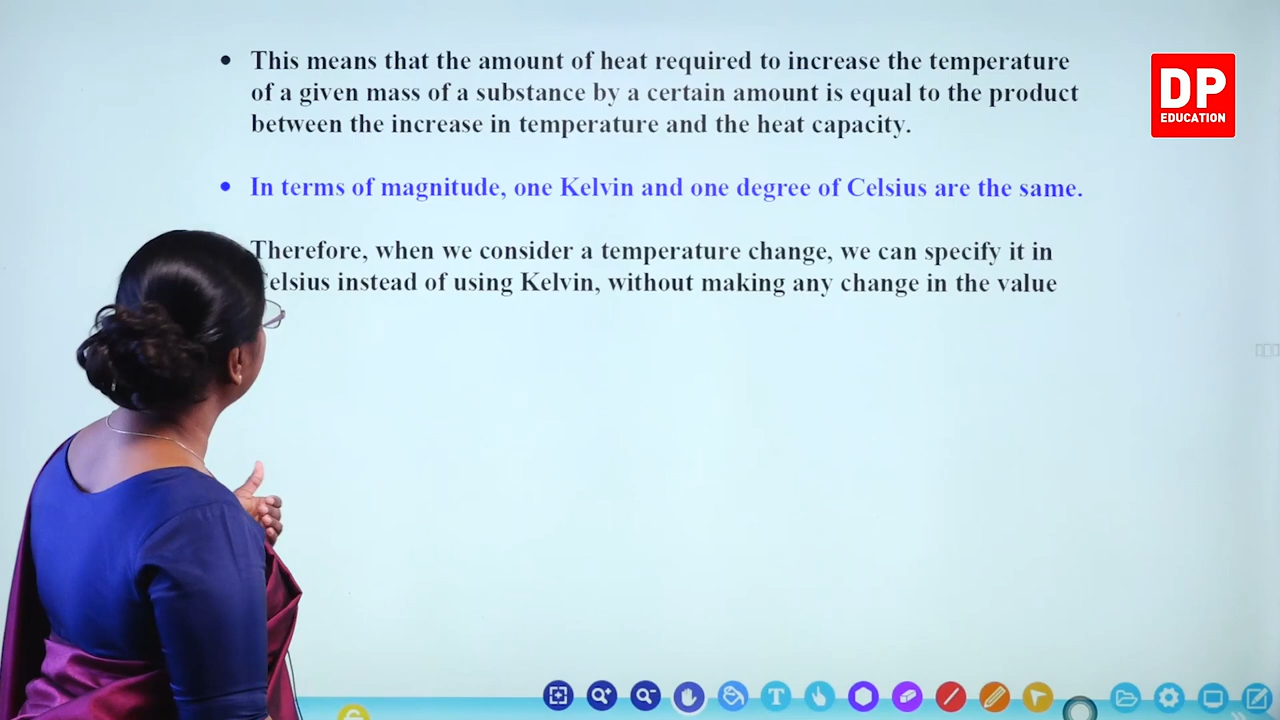 This means that the amount of heat required to increase the temperature
of a given mass of a substance by a certain amount is equal to the product
between the increase in temperature and the heat capacity.
In terms of magnitude, one Kelvin and one degree of Celsius are the same.
Therefore, when we consider a temperature change, we can specify it in
Celsius instead of using Kelvin, without making any change in the value
DP
EDUCATION